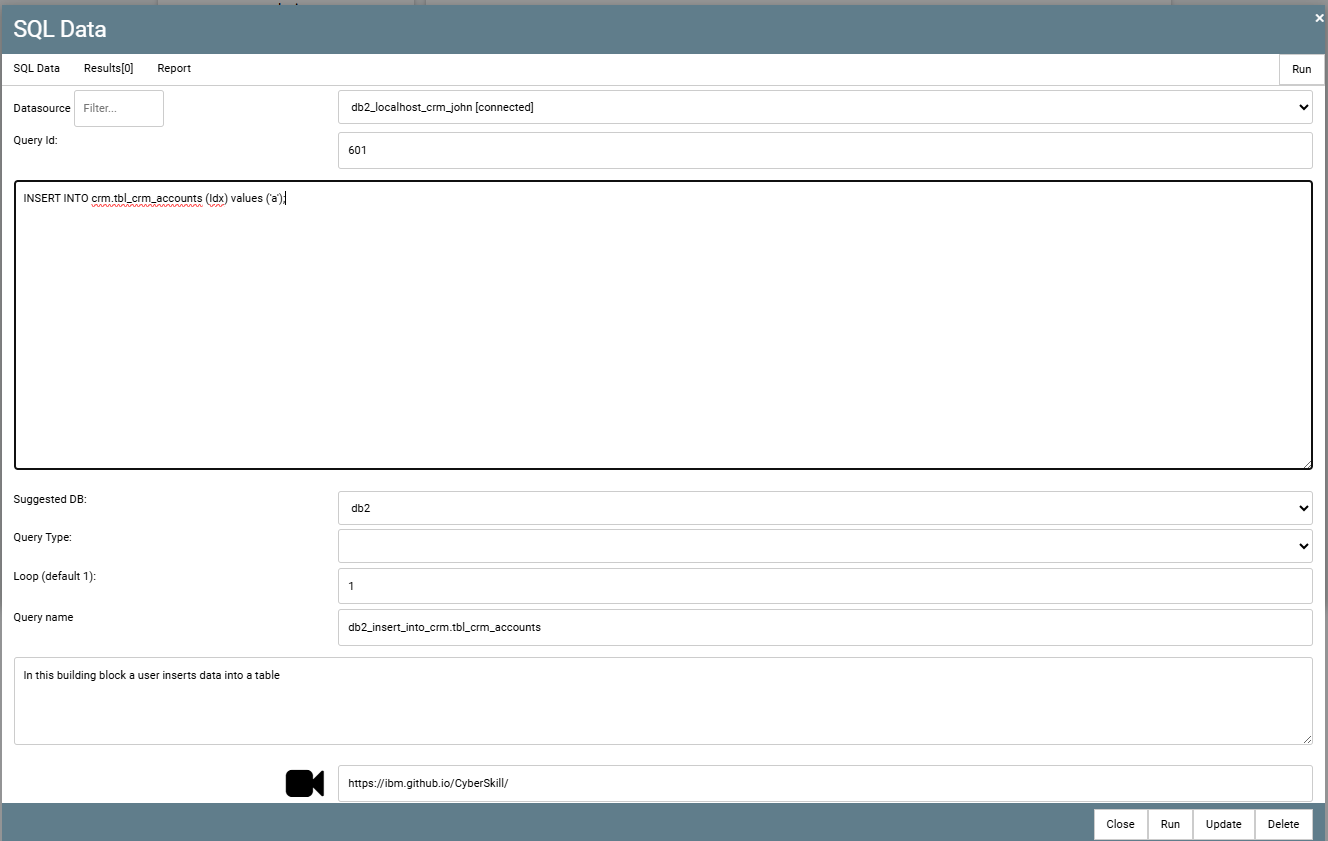 SQL Data
×
SQL Data Results[0] Report Run
Datasource Filter... db2_localhost_crm_john [connected]
Query Id: 601
INSERT INTO crm.tbl_crm_accounts (Idx) values ('a');
Suggested DB: db2
Query Type:
Loop (default 1): 1
Query name db2_insert_into_crm.tbl_crm_accounts
In this building block a user inserts data into a table
https://ibm.github.io/CyberSkill/
Close Run Update Delete